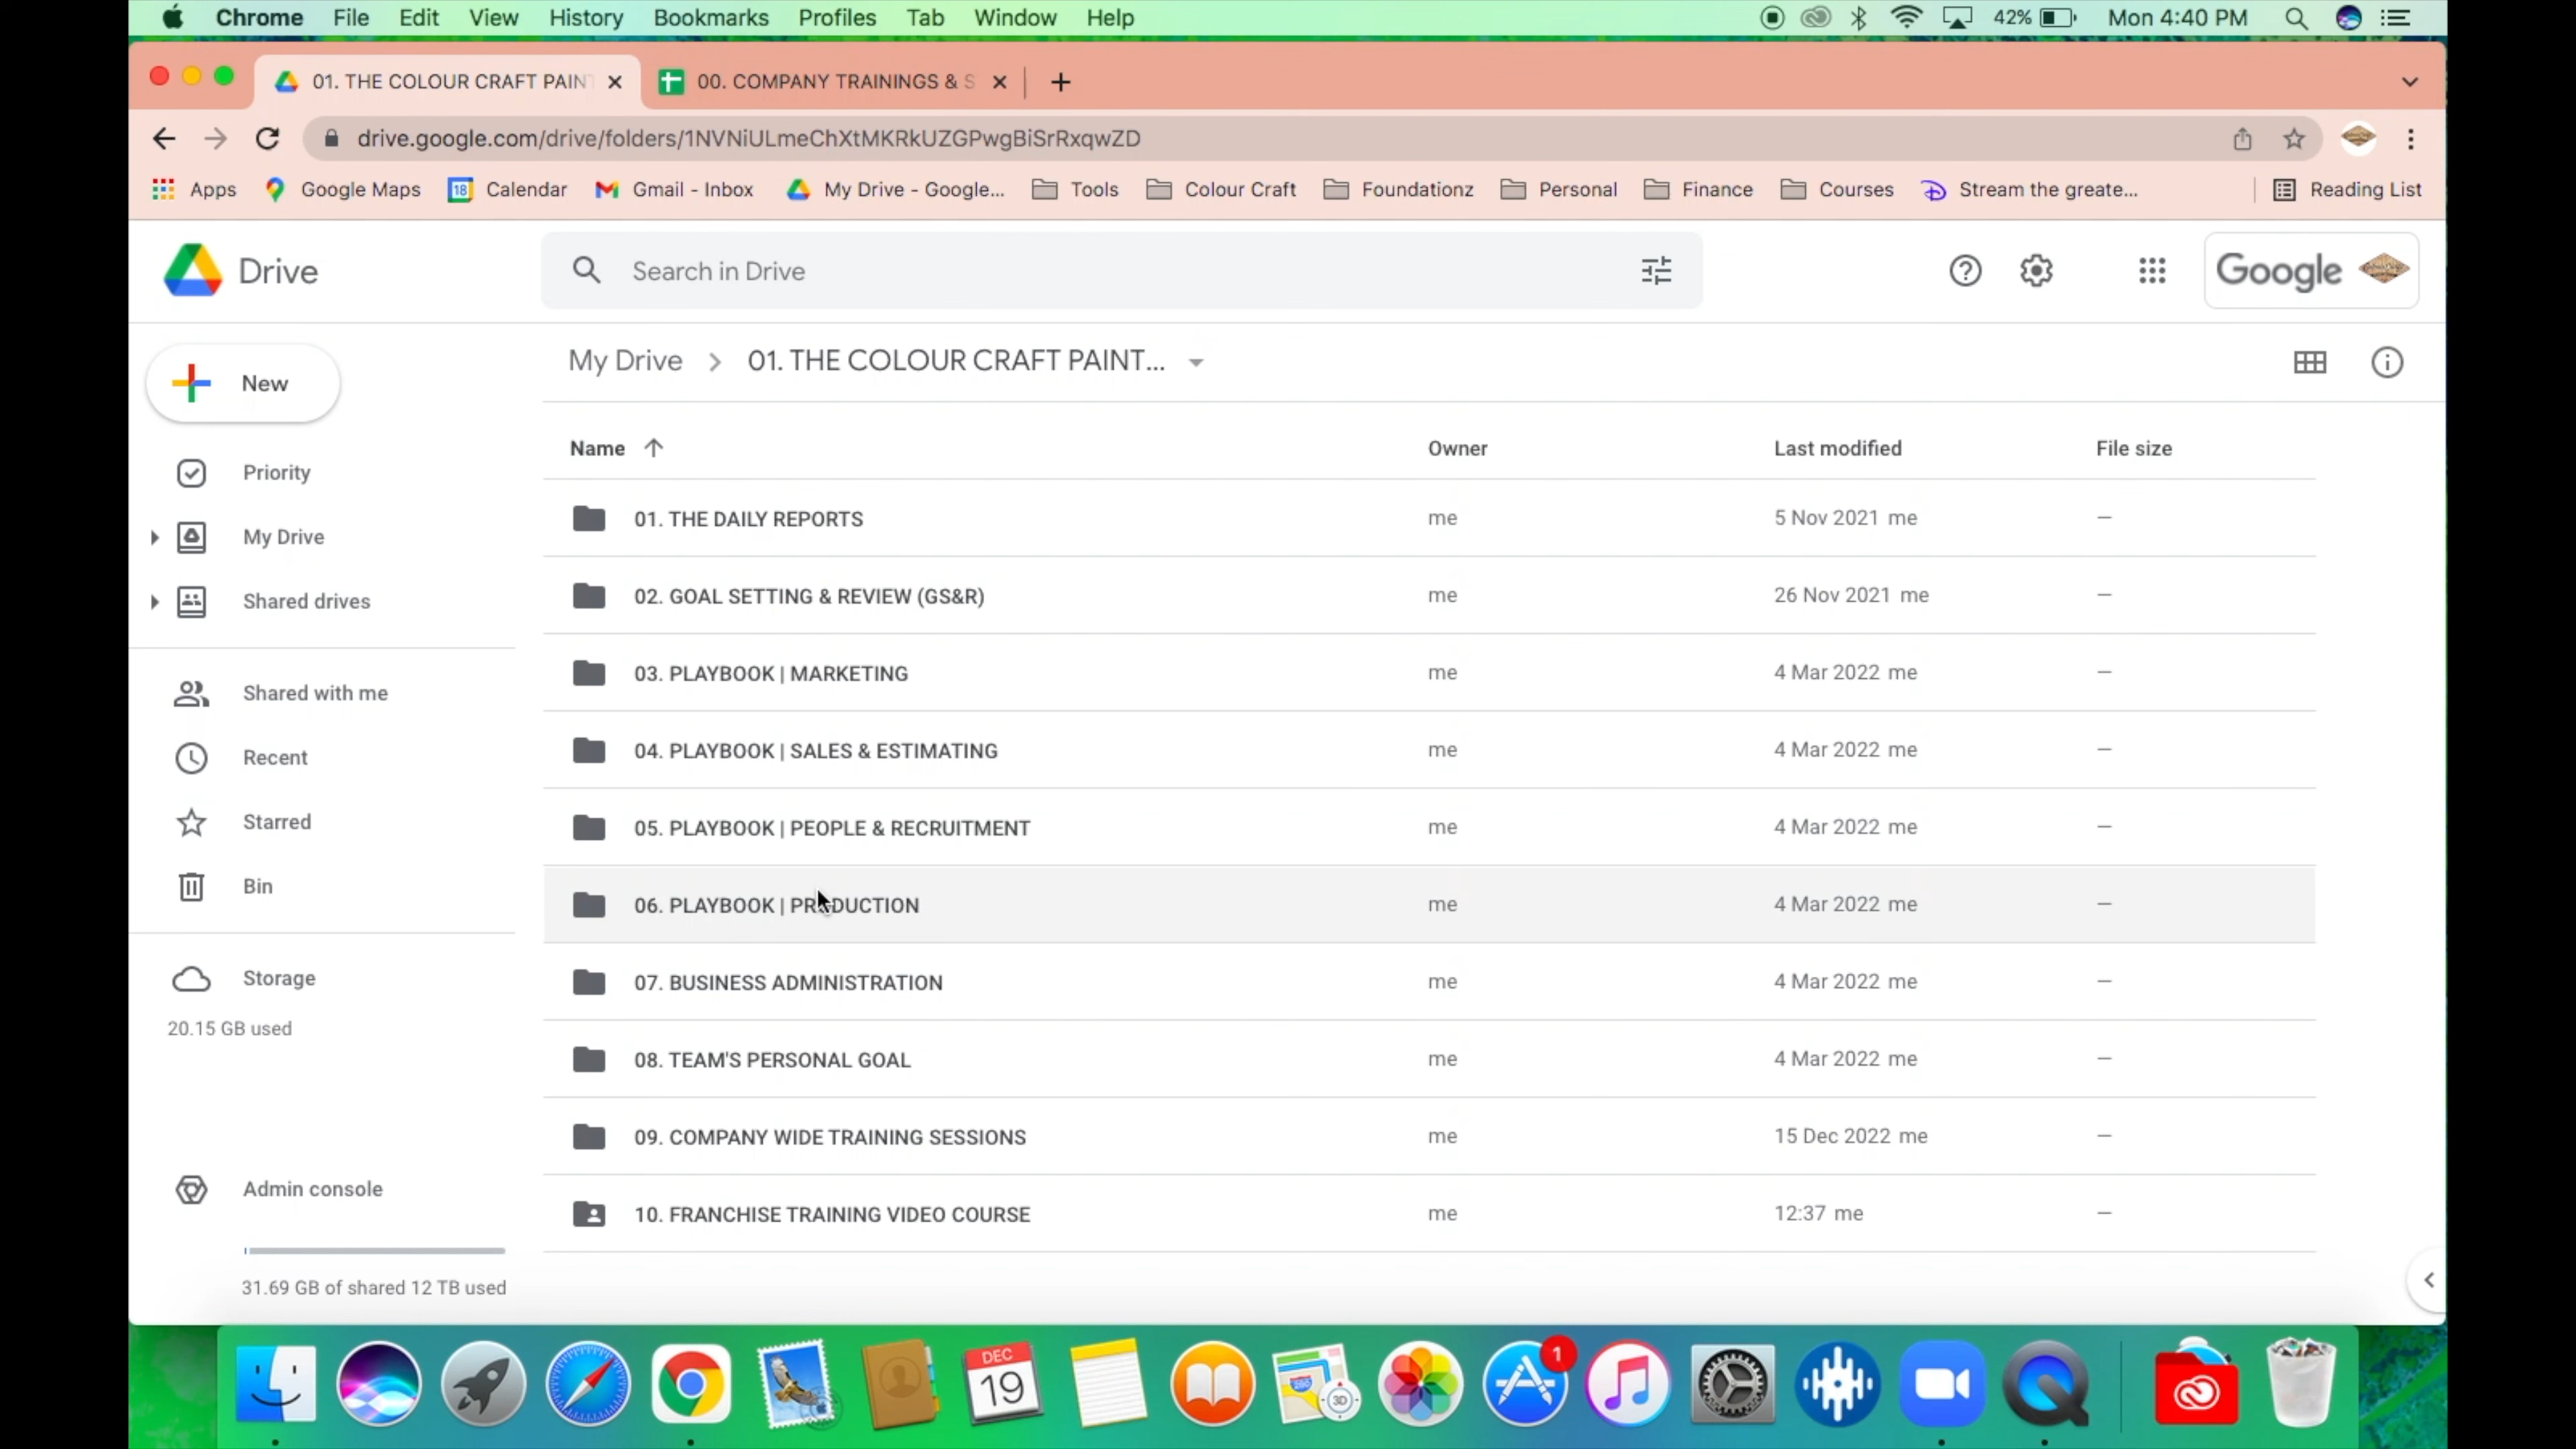 Chrome File Edit View History Bookmarks Profiles Tab Window Help 42% Mon 4:40 PM
01. THE COLOUR CRAFT PAIN 00. COMPANY TRAININGS & S
drive.google.com/drive/folders/1NVNiULmeChXtMKRkUZGPwgBiSrRxqwZD
Apps Google Maps 18 Calendar Gmail - Inbox My Drive - Google... Tools Colour Craft Foundationz Personal Finance Courses Stream the greate... Reading List
Drive Search in Drive Google
New
My Drive 01. THE COLOUR CRAFT PAINT...
Name Owner Last modified File size
Priority
My Drive
Shared drives
Shared with me
Recent
Starred
Bin
Storage
20.15 GB used
Admin console
31.69 GB of shared 12 TB used
01. THE DAILY REPORTS me 5 Nov 2021 me –
02. GOAL SETTING & REVIEW (GS&R) me 26 Nov 2021 me –
03. PLAYBOOK | MARKETING me 4 Mar 2022 me –
04. PLAYBOOK | SALES & ESTIMATING me 4 Mar 2022 me –
05. PLAYBOOK | PEOPLE & RECRUITMENT me 4 Mar 2022 me –
06. PLAYBOOK | PRODUCTION me 4 Mar 2022 me –
07. BUSINESS ADMINISTRATION me 4 Mar 2022 me –
08. TEAM'S PERSONAL GOAL me 4 Mar 2022 me –
09. COMPANY WIDE TRAINING SESSIONS me 15 Dec 2022 me –
10. FRANCHISE TRAINING VIDEO COURSE me 12:37 me –
DEC
19
280
3D
1